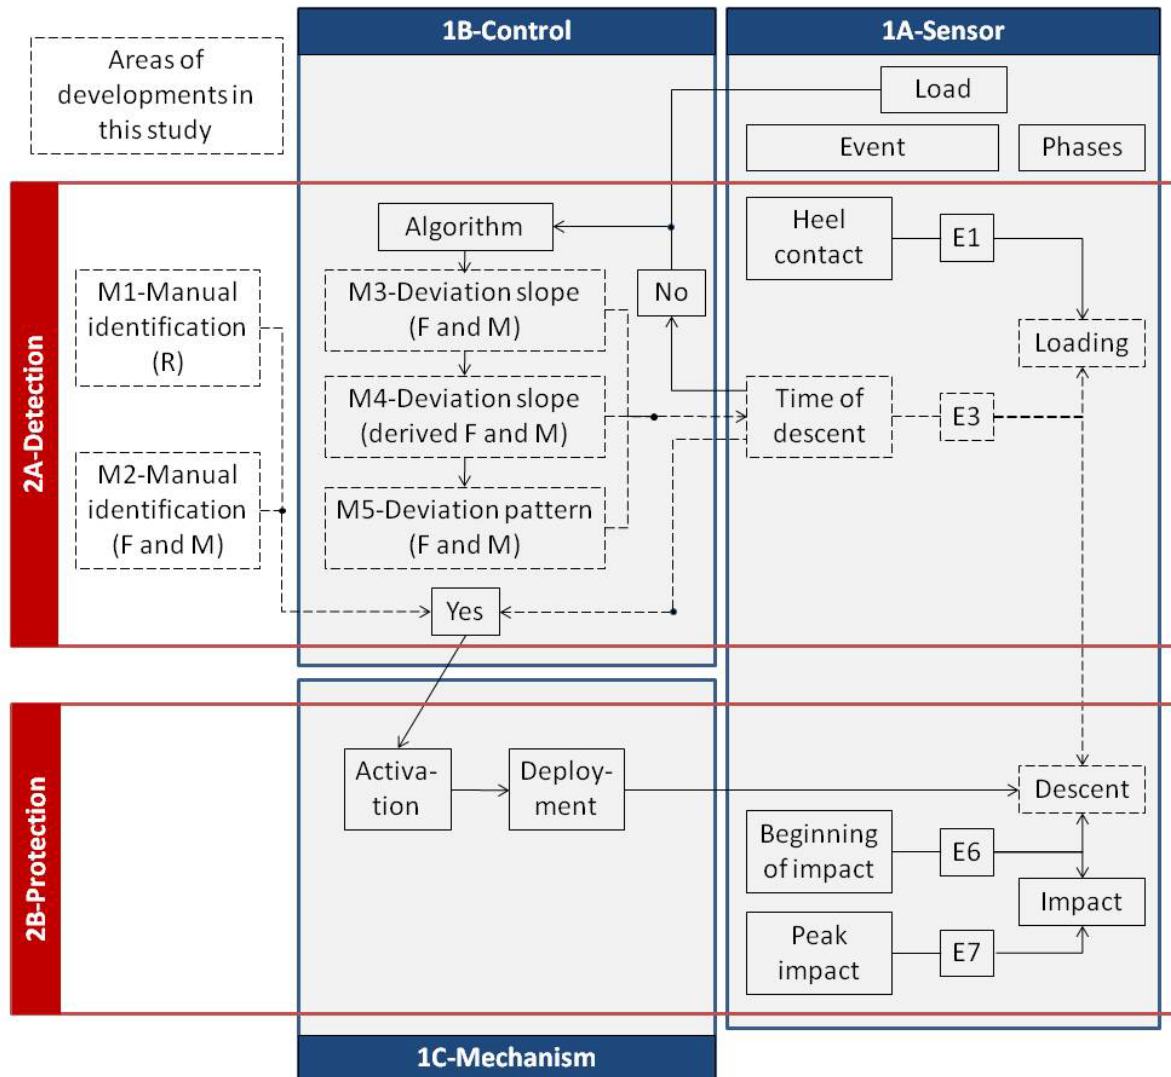 1B-Control
1A-Sensor
Areas of
developments in
this study
Load
Event
Phases
2A-Detection
Algorithm
Heel
contact
E1
M1-Manual
identification
(R)
M3-Deviation slope
(F and M)
No
Loading
M4-Deviation slope
(derived F and M)
Time of
descent
E3
M2-Manual
identification
(F and M)
M5-Deviation pattern
(F and M)
Yes
2B-Protection
Activa-
tion
Deploy-
ment
Descent
Beginning
of impact
E6
Impact
Peak
impact
E7
1C-Mechanism